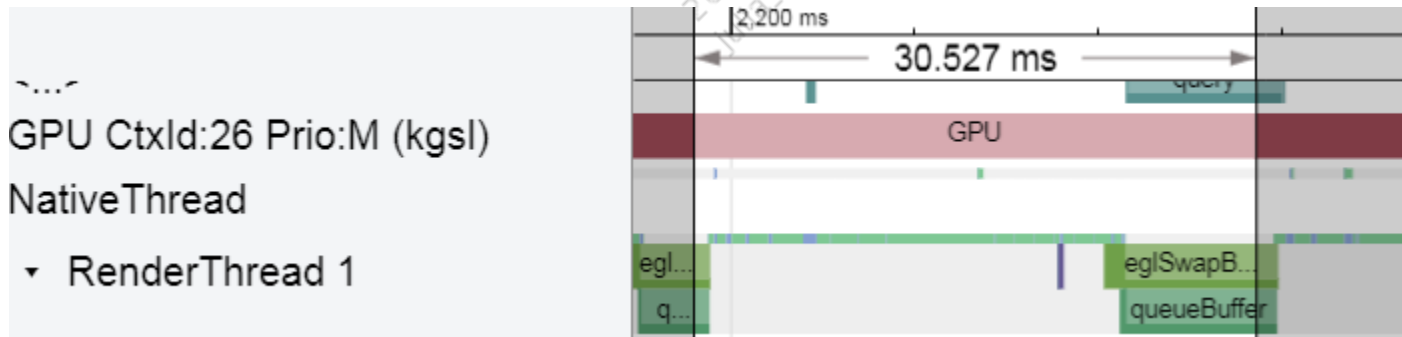 2,200 ms
30.527 ms
query
GPU CtxId:26 Prio:M (kgsl)
GPU
NativeThread
RenderThread 1
egl...
eglSwapB...
q...
queueBuffer